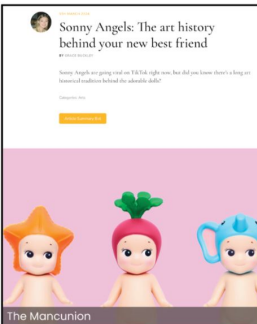 Sonny Angels: The art history
behind your new best friend
Sonny Angels are going viral on TikTok right now, but did you know there's a long art
historical tradition behind the adorable dolls?
The Mancunion